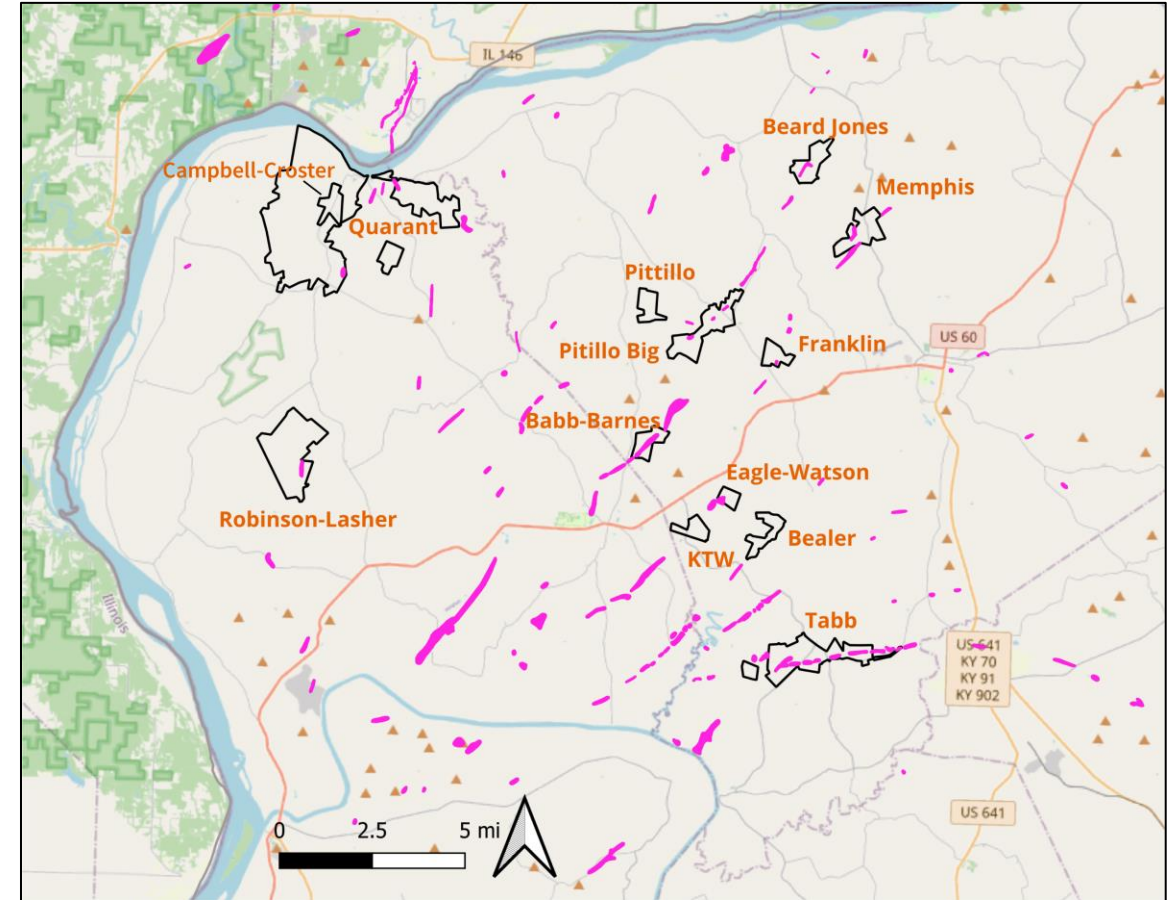 IL 146
Beard Jones
Campbell-Croster
Memphis
Quarant
Pittillo
US 60
Franklin
Pitillo Big
Babb-Barnes
Eagle-Watson
Robinson-Lasher
Bealer
KTW
Illinois
Tabb
US 641
KY 70
KY 91
KY 902
US 641
0 2.5 5 mi